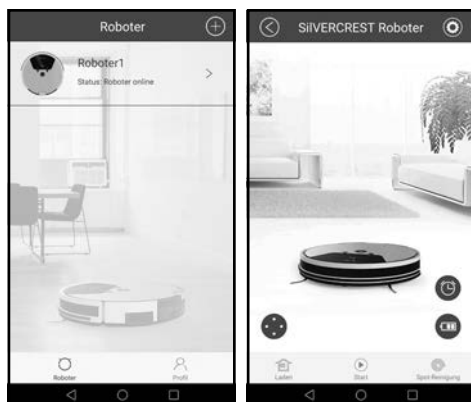 Roboter
Roboter1
Status: Roboter online
Roboter
Profil
SilVERCREST Roboter
Laden
Start
Spot-Reinigung